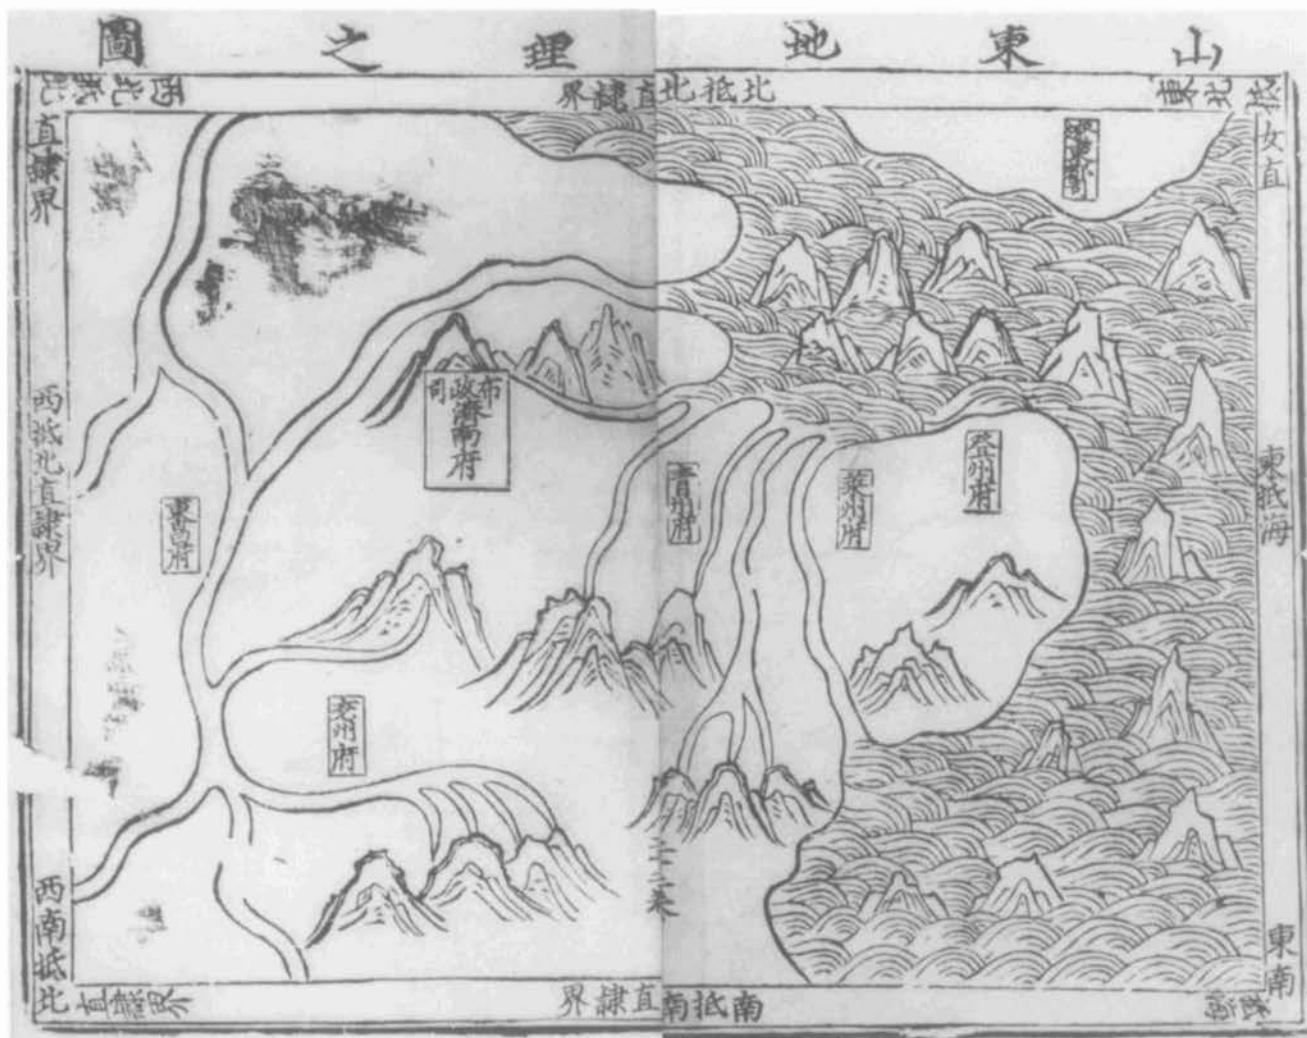 山東地理之圖
東北抵女直
北抵北直隸界
西北抵北直隸界
東抵海
西抵北直隸界
布政司
濟南府
登州府
萊州府
青州府
東昌府
兖州府
東南抵海
南抵南直隸界
西南抵北直隸界